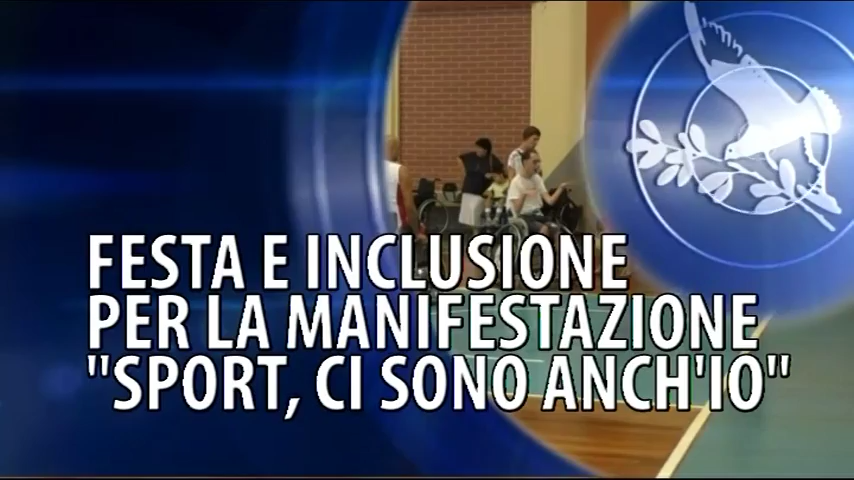 FESTA E INCLUSIONE
PER LA MANIFESTAZIONE
"SPORT, CI SONO ANCH'IO"